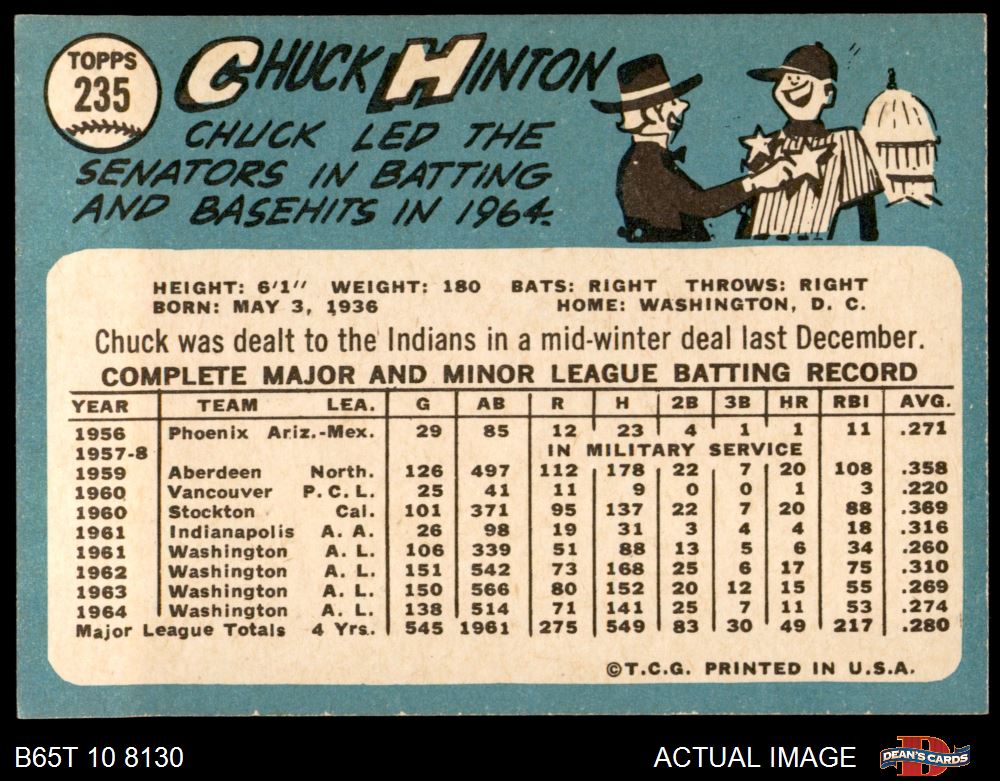 TOPPS
235
CHUCK HINTON
CHUCK LED THE
SENATORS IN BATTING
AND BASEHITS IN 1964.
HEIGHT: 6'1" WEIGHT: 180 BATS: RIGHT THROWS: RIGHT
BORN: MAY 3, 1936 HOME: WASHINGTON, D. C.
Chuck was dealt to the Indians in a mid-winter deal last December.
COMPLETE MAJOR AND MINOR LEAGUE BATTING RECORD
YEAR TEAM LEA. G AB R H 2B 3B HR RBI AVG.
1956 Phoenix Ariz.-Mex. 29 85 12 23 4 1 1 11 .271
1957-8 IN MILITARY SERVICE
1959 Aberdeen North. 126 497 112 178 22 7 20 108 .358
1960 Vancouver P. C. L. 25 41 11 9 0 0 1 3 .220
1960 Stockton Cal. 101 371 95 137 22 7 20 88 .369
1961 Indianapolis A. A. 26 98 19 31 3 4 4 18 .316
1961 Washington A. L. 106 339 51 88 13 5 6 34 .260
1962 Washington A. L. 151 542 73 168 25 6 17 75 .310
1963 Washington A. L. 150 566 80 152 20 12 15 55 .269
1964 Washington A. L. 138 514 71 141 25 7 11 53 .274
Major League Totals 4 Yrs. 545 1961 275 549 83 30 49 217 .280
©T.C.G. PRINTED IN U.S.A.
B65T 10 8130 ACTUAL IMAGE DEAN'S CARDS